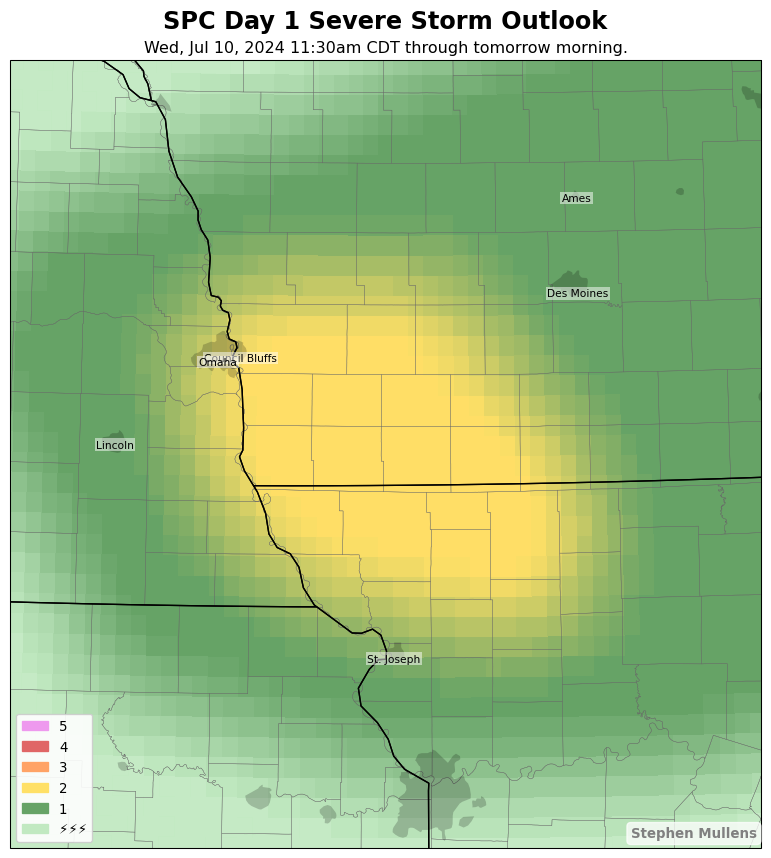 SPC Day 1 Severe Storm Outlook
Wed, Jul 10, 2024 11:30am CDT through tomorrow morning.
Ames
Des Moines
Council Bluffs
Omaha
Lincoln
St. Joseph
5
4
3
2
1
⚡⚡⚡
Stephen Mullens